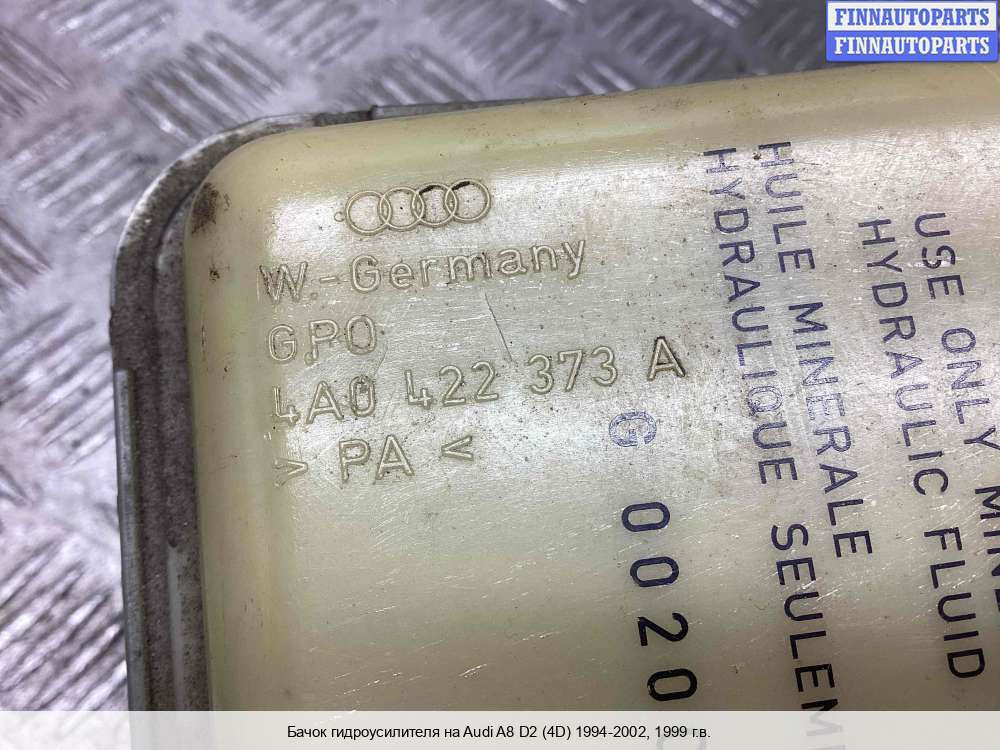 FINNAUTOPARTS
FINNAUTOPARTS
W.-Germany
GPO
4A0 422 373 A
> PA <
G 0020
HUILE MINERALE
HYDRAULIQUE SEULEM
USE ONLY MINE
HYDRAULIC FLUID
Бачок гидроусилителя на Audi A8 D2 (4D) 1994-2002, 1999 г.в.